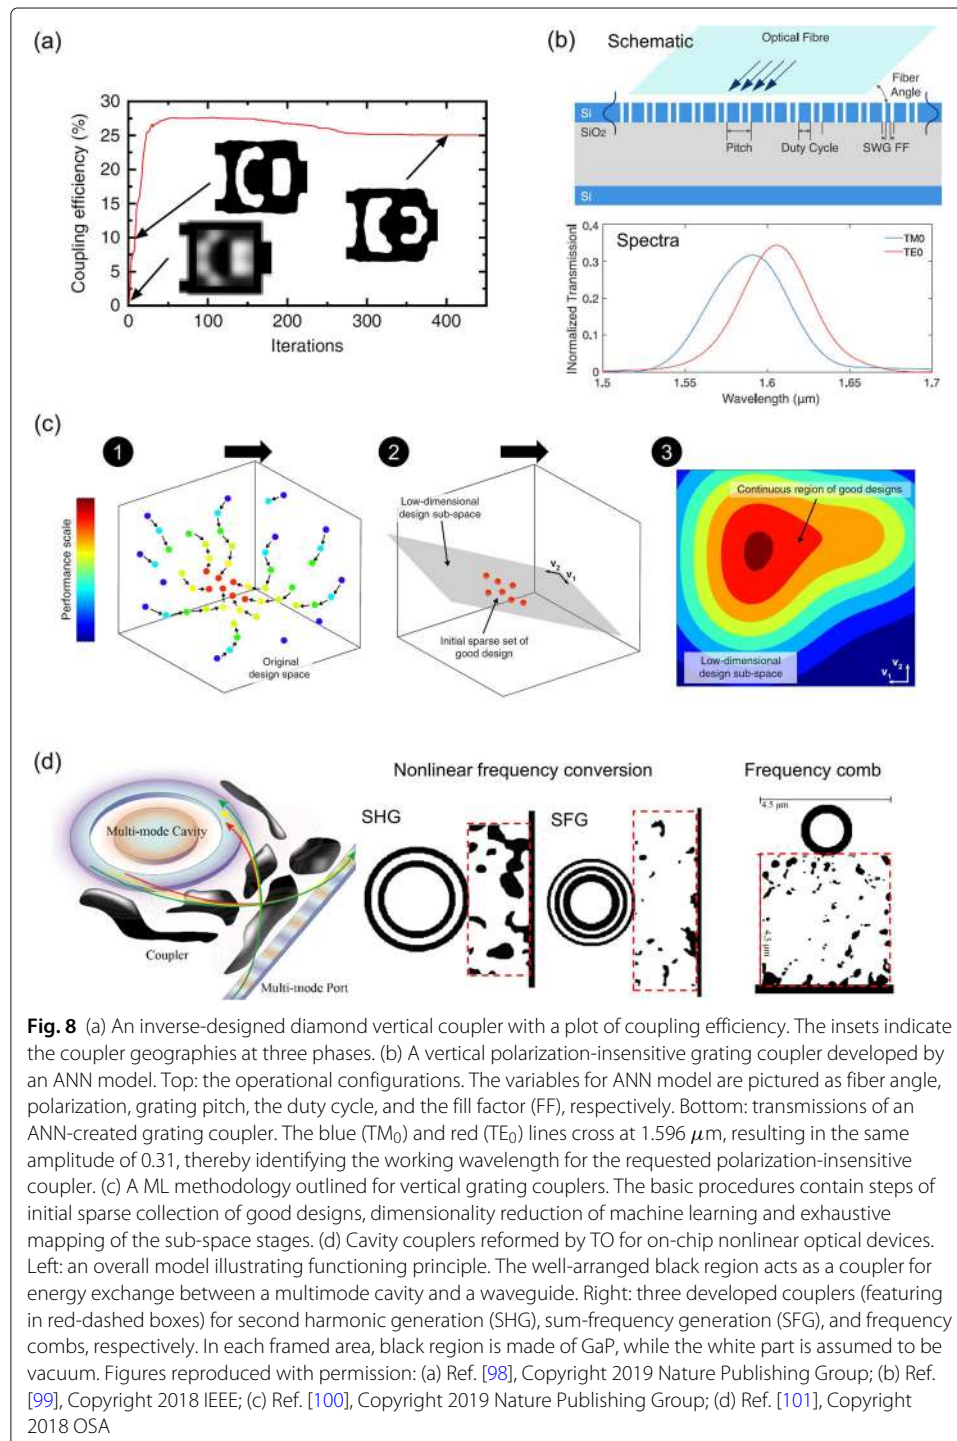 (a)
30
25
20
15
10
5
0
Coupling efficiency (%)
0
100
200
300
400
Iterations
(b)
Schematic
Optical Fibre
Fiber
Angle
Si
SiO2
Pitch
Duty Cycle
SWG FF
Si
|Normalized Transmission|
0.4
0.3
0.2
0.1
0
Spectra
TM0
TE0
1.5
1.55
1.6
1.65
1.7
Wavelength (μm)
(c)
1
2
3
Performance scale
Original
design space
Low-dimensional
design sub-space
v2
v1
Initial sparse set of
good design
Continuous region of good designs
Low-dimensional
design sub-space
v2
v1
(d)
Multi-mode Cavity
Coupler
Multi-mode Port
Nonlinear frequency conversion
SHG
SFG
Frequency comb
4.5 μm
4.5 μm
Fig. 8 (a) An inverse-designed diamond vertical coupler with a plot of coupling efficiency. The insets indicate
the coupler geographies at three phases. (b) A vertical polarization-insensitive grating coupler developed by
an ANN model. Top: the operational configurations. The variables for ANN model are pictured as fiber angle,
polarization, grating pitch, the duty cycle, and the fill factor (FF), respectively. Bottom: transmissions of an
ANN-created grating coupler. The blue (TM0) and red (TE0) lines cross at 1.596 μm, resulting in the same
amplitude of 0.31, thereby identifying the working wavelength for the requested polarization-insensitive
coupler. (c) A ML methodology outlined for vertical grating couplers. The basic procedures contain steps of
initial sparse collection of good designs, dimensionality reduction of machine learning and exhaustive
mapping of the sub-space stages. (d) Cavity couplers reformed by TO for on-chip nonlinear optical devices.
Left: an overall model illustrating functioning principle. The well-arranged black region acts as a coupler for
energy exchange between a multimode cavity and a waveguide. Right: three developed couplers (featuring
in red-dashed boxes) for second harmonic generation (SHG), sum-frequency generation (SFG), and frequency
combs, respectively. In each framed area, black region is made of GaP, while the white part is assumed to be
vacuum. Figures reproduced with permission: (a) Ref. [98], Copyright 2019 Nature Publishing Group; (b) Ref.
[99], Copyright 2018 IEEE; (c) Ref. [100], Copyright 2019 Nature Publishing Group; (d) Ref. [101], Copyright
2018 OSA